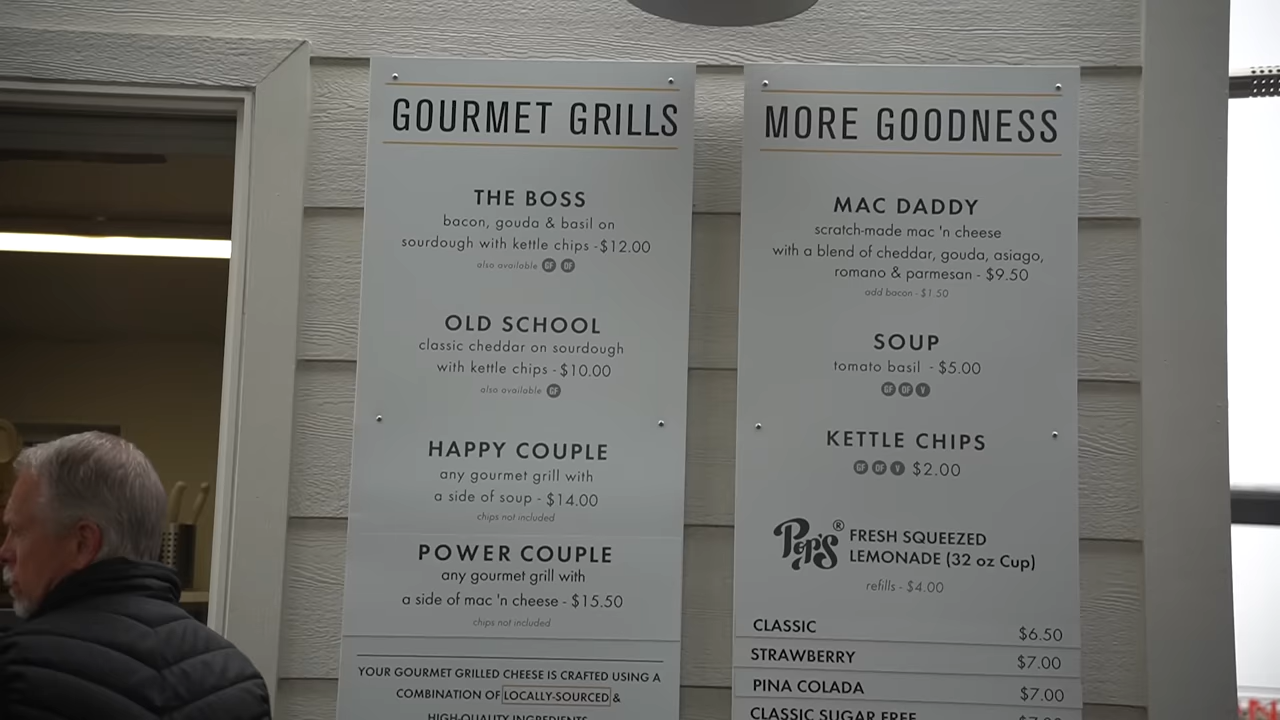 GOURMET GRILLS
THE BOSS
bacon, gouda & basil on
sourdough with kettle chips -$12.00
also available GF DF
OLD SCHOOL
classic cheddar on sourdough
with kettle chips - $10.00
also available GF
HAPPY COUPLE
any gourmet grill with
a side of soup - $14.00
chips not included
POWER COUPLE
any gourmet grill with
a side of mac 'n cheese - $15.50
chips not included
YOUR GOURMET GRILLED CHEESE IS CRAFTED USING A
COMBINATION OF LOCALLY-SOURCED &
HIGH-QUALITY INGREDIENTS
MORE GOODNESS
MAC DADDY
scratch-made mac 'n cheese
with a blend of cheddar, gouda, asiago,
romano & parmesan - $9.50
add bacon - $1.50
SOUP
tomato basil - $5.00
GF DF V
KETTLE CHIPS
GF DF V $2.00
Pep's® FRESH SQUEEZED
LEMONADE (32 oz Cup)
refills - $4.00
CLASSIC $6.50
STRAWBERRY $7.00
PINA COLADA $7.00
CLASSIC SUGAR FREE